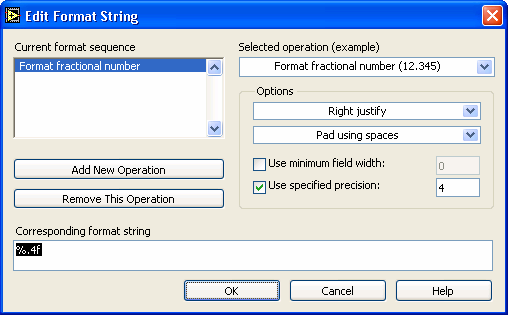 Edit Format String
Current format sequence
Format fractional number
Add New Operation
Remove This Operation
Selected operation (example)
Format fractional number (12.345)
Options
Right justify
Pad using spaces
Use minimum field width: 0
Use specified precision: 4
Corresponding format string
%.4f
OK Cancel Help